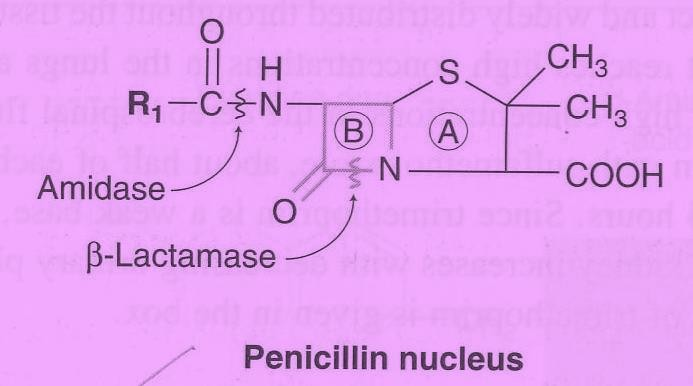 O
H
S
CH₃
R₁ C N
B
A
CH₃
N
COOH
Amidase
O
β-Lactamase
Penicillin nucleus